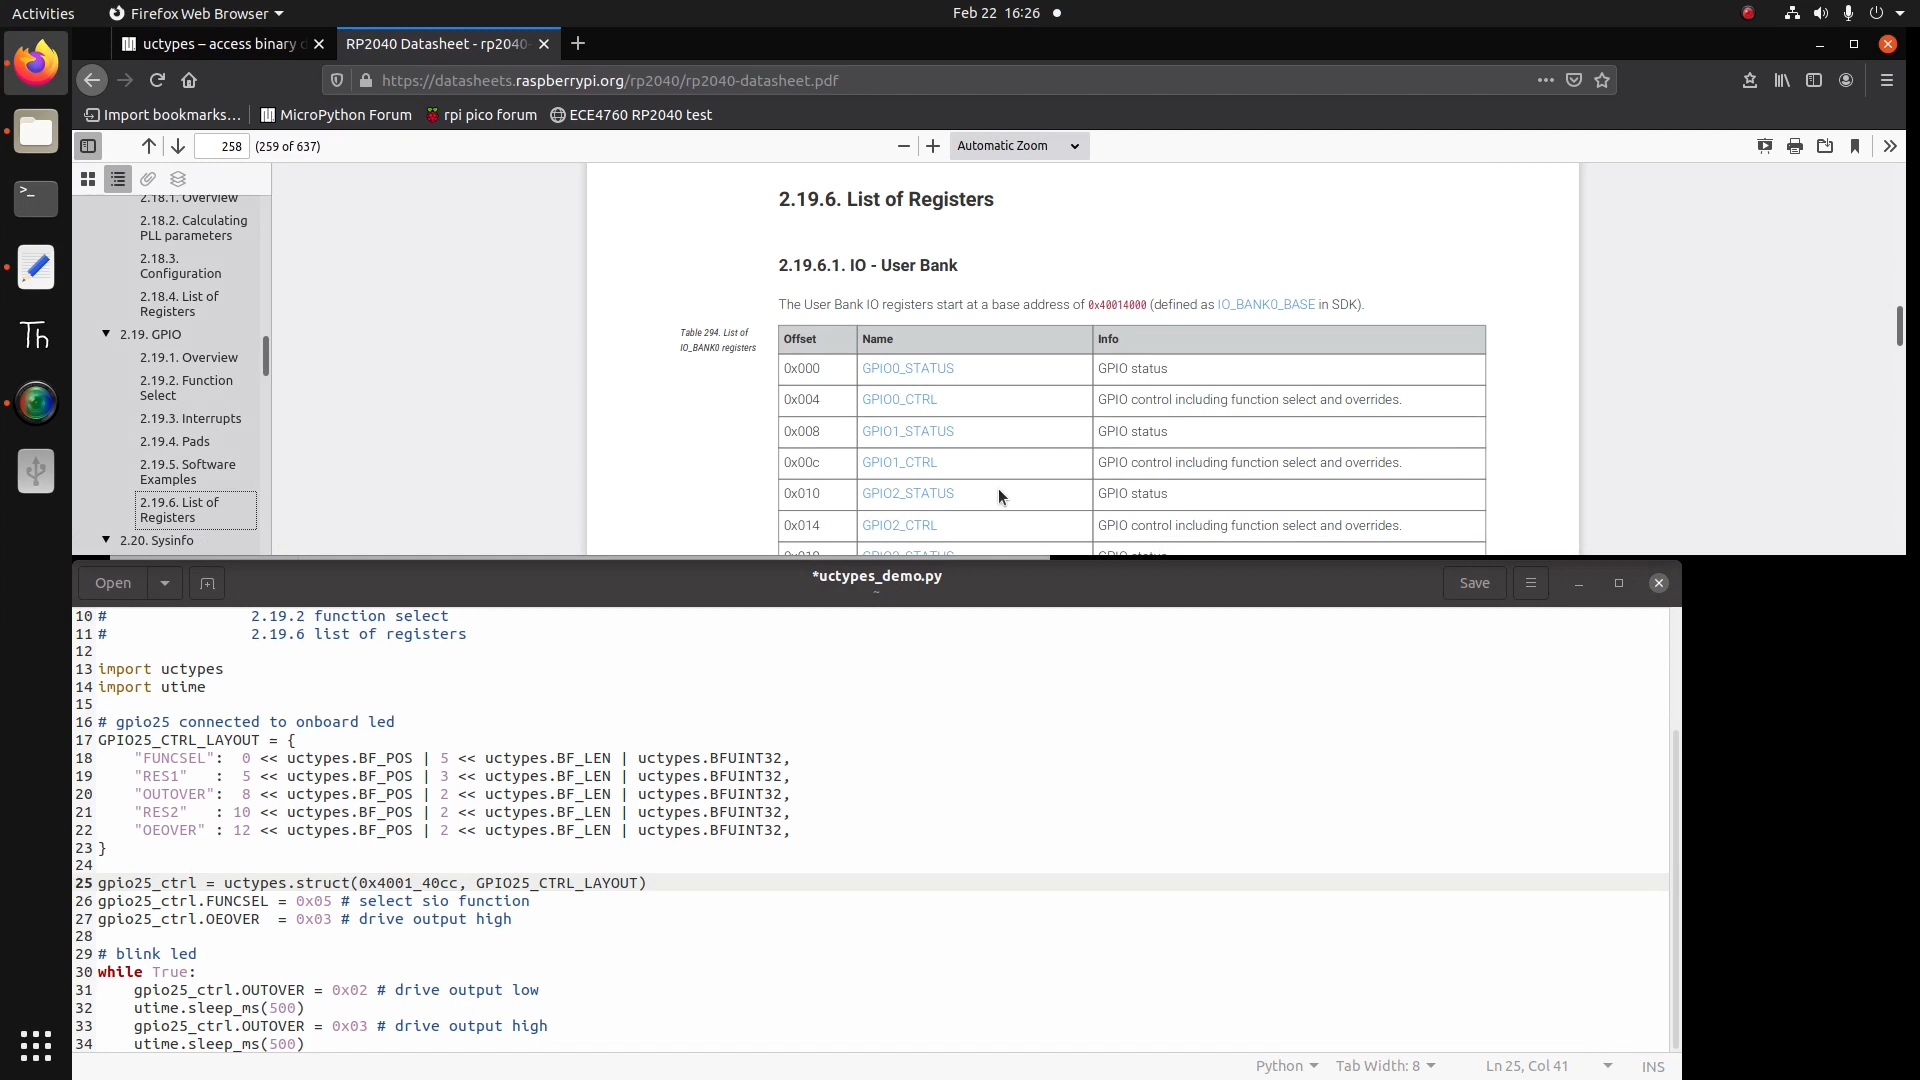 Activities
Firefox Web Browser
Feb 22 16:26
uctypes – access binary d
RP2040 Datasheet - rp2040-
https://datasheets.raspberrypi.org/rp2040/rp2040-datasheet.pdf
Import bookmarks…
MicroPython Forum
rpi pico forum
ECE4760 RP2040 test
258
(259 of 637)
Automatic Zoom
2.18.1. Overview
2.18.2. Calculating
PLL parameters
2.18.3.
Configuration
2.18.4. List of
Registers
2.19. GPIO
2.19.1. Overview
2.19.2. Function
Select
2.19.3. Interrupts
2.19.4. Pads
2.19.5. Software
Examples
2.19.6. List of
Registers
2.20. Sysinfo
2.19.6. List of Registers
2.19.6.1. IO - User Bank
The User Bank IO registers start at a base address of 0x40014000 (defined as IO_BANK0_BASE in SDK).
Table 294. List of
IO_BANK0 registers
Offset Name Info
0x000 GPIO0_STATUS GPIO status
0x004 GPIO0_CTRL GPIO control including function select and overrides.
0x008 GPIO1_STATUS GPIO status
0x00c GPIO1_CTRL GPIO control including function select and overrides.
0x010 GPIO2_STATUS GPIO status
0x014 GPIO2_CTRL GPIO control including function select and overrides.
Th
Open
*uctypes_demo.py
~
Save
10 # 2.19.2 function select
11 # 2.19.6 list of registers
12
13 import uctypes
14 import utime
15
16 # gpio25 connected to onboard led
17 GPIO25_CTRL_LAYOUT = {
18 "FUNCSEL": 0 << uctypes.BF_POS | 5 << uctypes.BF_LEN | uctypes.BFUINT32,
19 "RES1" : 5 << uctypes.BF_POS | 3 << uctypes.BF_LEN | uctypes.BFUINT32,
20 "OUTOVER": 8 << uctypes.BF_POS | 2 << uctypes.BF_LEN | uctypes.BFUINT32,
21 "RES2" : 10 << uctypes.BF_POS | 2 << uctypes.BF_LEN | uctypes.BFUINT32,
22 "OEOVER" : 12 << uctypes.BF_POS | 2 << uctypes.BF_LEN | uctypes.BFUINT32,
23 }
24
25 gpio25_ctrl = uctypes.struct(0x4001_40cc, GPIO25_CTRL_LAYOUT)
26 gpio25_ctrl.FUNCSEL = 0x05 # select sio function
27 gpio25_ctrl.OEOVER = 0x03 # drive output high
28
29 # blink led
30 while True:
31 gpio25_ctrl.OUTOVER = 0x02 # drive output low
32 utime.sleep_ms(500)
33 gpio25_ctrl.OUTOVER = 0x03 # drive output high
34 utime.sleep_ms(500)
Python
Tab Width: 8
Ln 25, Col 41
INS